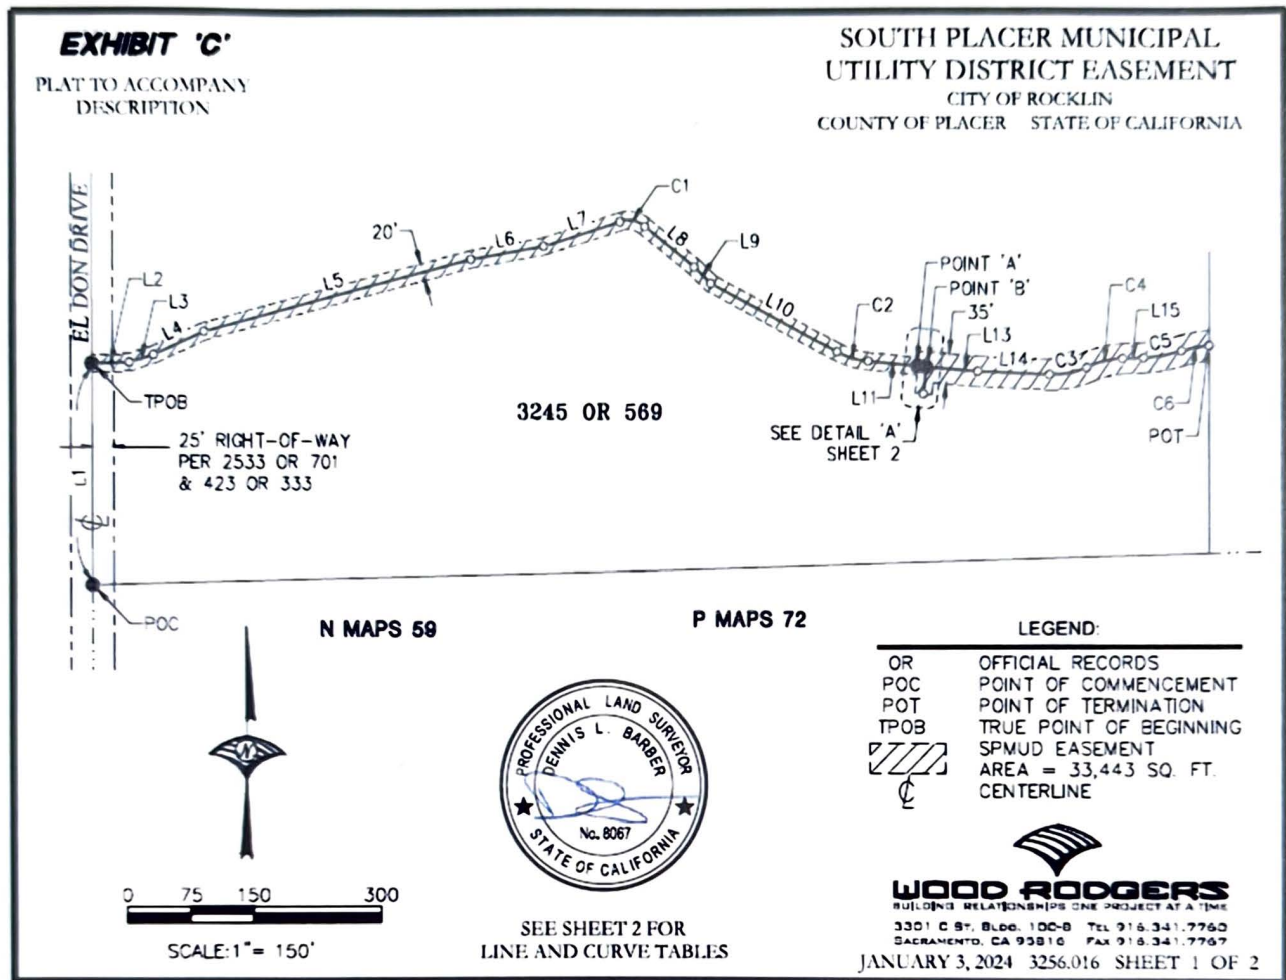 EXHIBIT 'C'
PLAT TO ACCOMPANY
DESCRIPTION
SOUTH PLACER MUNICIPAL
UTILITY DISTRICT EASEMENT
CITY OF ROCKLIN
COUNTY OF PLACER STATE OF CALIFORNIA
EL DON DRIVE
L2
L3
L4
L5
20'
L6
L7
C1
L8
L9
L10
C2
L11
POINT 'A'
POINT 'B'
35'
L13
L14
C3
C4
L15
C5
C6
POT
TPOB
25' RIGHT-OF-WAY
PER 2533 OR 701
& 423 OR 333
3245 OR 569
SEE DETAIL 'A'
SHEET 2
L1
POC
N MAPS 59
P MAPS 72
LEGEND:
OR OFFICIAL RECORDS
POC POINT OF COMMENCEMENT
POT POINT OF TERMINATION
TPOB TRUE POINT OF BEGINNING
SPMUD EASEMENT
AREA = 33,443 SQ. FT.
℄ CENTERLINE
N
0 75 150 300
SCALE: 1" = 150'
PROFESSIONAL LAND SURVEYOR
DENNIS L. BARBER
No. 8067
STATE OF CALIFORNIA
SEE SHEET 2 FOR
LINE AND CURVE TABLES
WOOD RODGERS
BUILDING RELATIONSHIPS ONE PROJECT AT A TIME
3301 C ST, BLDG. 100-B TEL 916.341.7760
SACRAMENTO, CA 95816 FAX 916.341.7767
JANUARY 3, 2024 3256.016 SHEET 1 OF 2